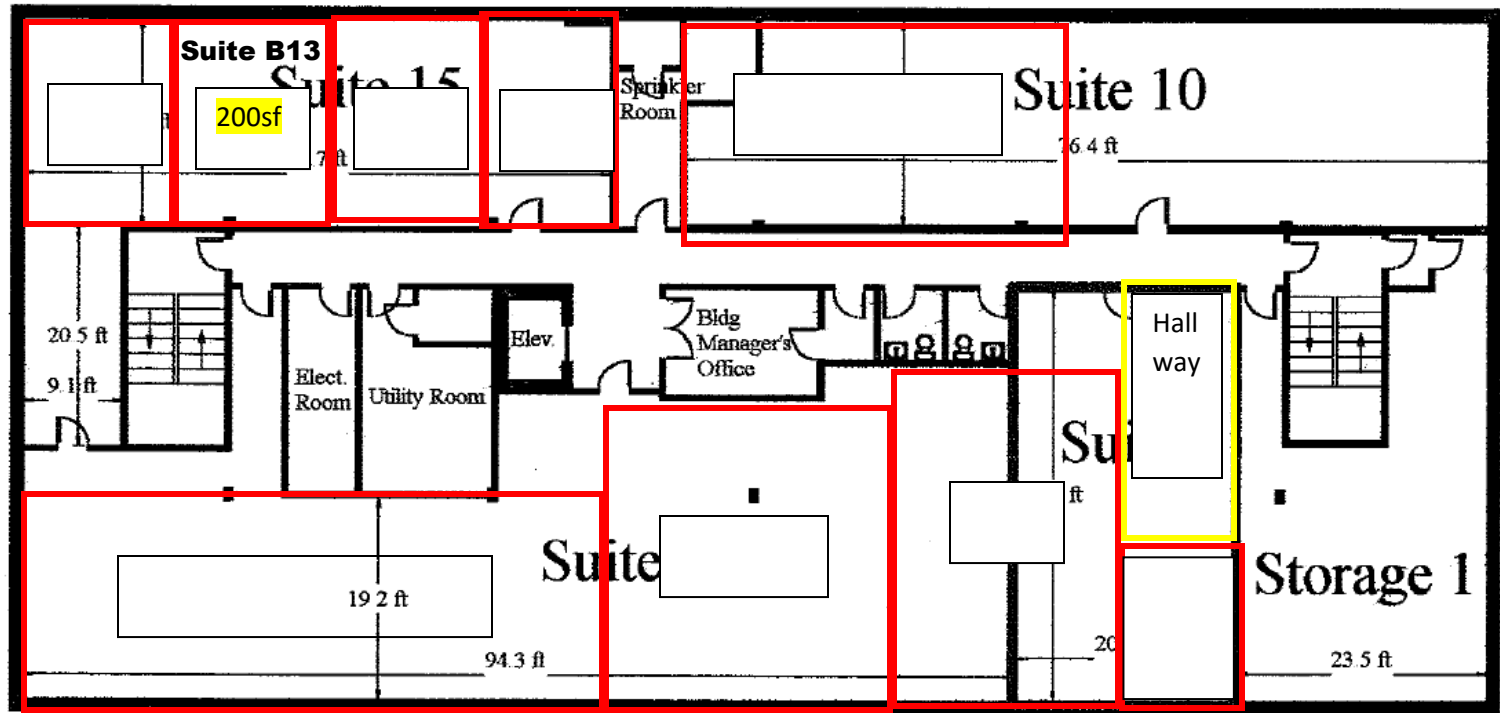 Suite B13
Suite 15
200sf
7 ft
Sprinkler
Room
Suite 10
76.4 ft
20.5 ft
9.1 ft
Elect.
Room
Utility Room
Elev.
Bldg
Manager's
Office
Hall
way
ft
Suite
19.2 ft
94.3 ft
20
Storage 1
23.5 ft